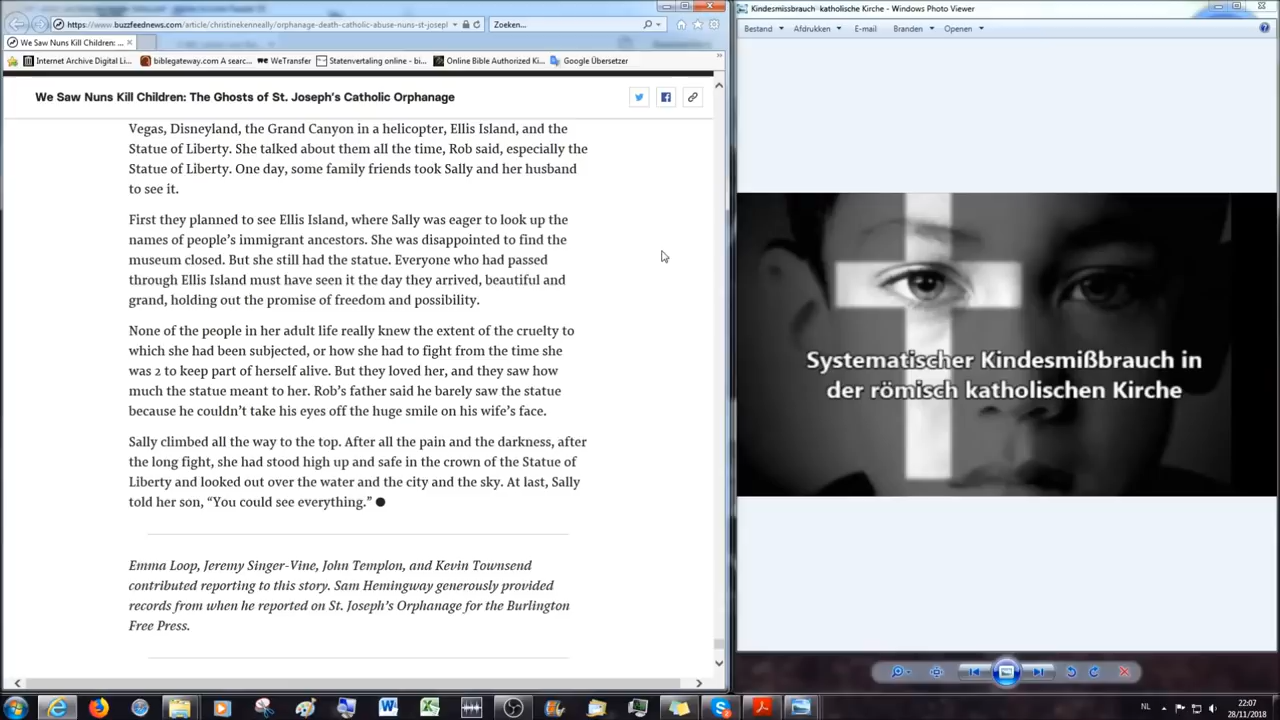 https://www.buzzfeednews.com/article/christinekenneally/orphanage-death-catholic-abuse-nuns-st-josepl
Zoeken...
We Saw Nuns Kill Children: ...
Internet Archive Digital Li...
biblegateway.com A searc...
WeTransfer
Statenvertaling online - bi...
Online Bible Authorized Ki...
Google Übersetzer
We Saw Nuns Kill Children: The Ghosts of St. Joseph's Catholic Orphanage
Vegas, Disneyland, the Grand Canyon in a helicopter, Ellis Island, and the
Statue of Liberty. She talked about them all the time, Rob said, especially the
Statue of Liberty. One day, some family friends took Sally and her husband
to see it.
First they planned to see Ellis Island, where Sally was eager to look up the
names of people's immigrant ancestors. She was disappointed to find the
museum closed. But she still had the statue. Everyone who had passed
through Ellis Island must have seen it the day they arrived, beautiful and
grand, holding out the promise of freedom and possibility.
None of the people in her adult life really knew the extent of the cruelty to
which she had been subjected, or how she had to fight from the time she
was 2 to keep part of herself alive. But they loved her, and they saw how
much the statue meant to her. Rob's father said he barely saw the statue
because he couldn't take his eyes off the huge smile on his wife's face.
Sally climbed all the way to the top. After all the pain and the darkness, after
the long fight, she had stood high up and safe in the crown of the Statue of
Liberty and looked out over the water and the city and the sky. At last, Sally
told her son, “You could see everything.” ●
Emma Loop, Jeremy Singer-Vine, John Templon, and Kevin Townsend
contributed reporting to this story. Sam Hemingway generously provided
records from when he reported on St. Joseph's Orphanage for the Burlington
Free Press.
Kindesmissbrauch katholische Kirche - Windows Photo Viewer
Bestand
Afdrukken
E-mail
Branden
Openen
Systematischer Kindesmißbrauch in
der römisch katholischen Kirche
NL
22:07
28/11/2018